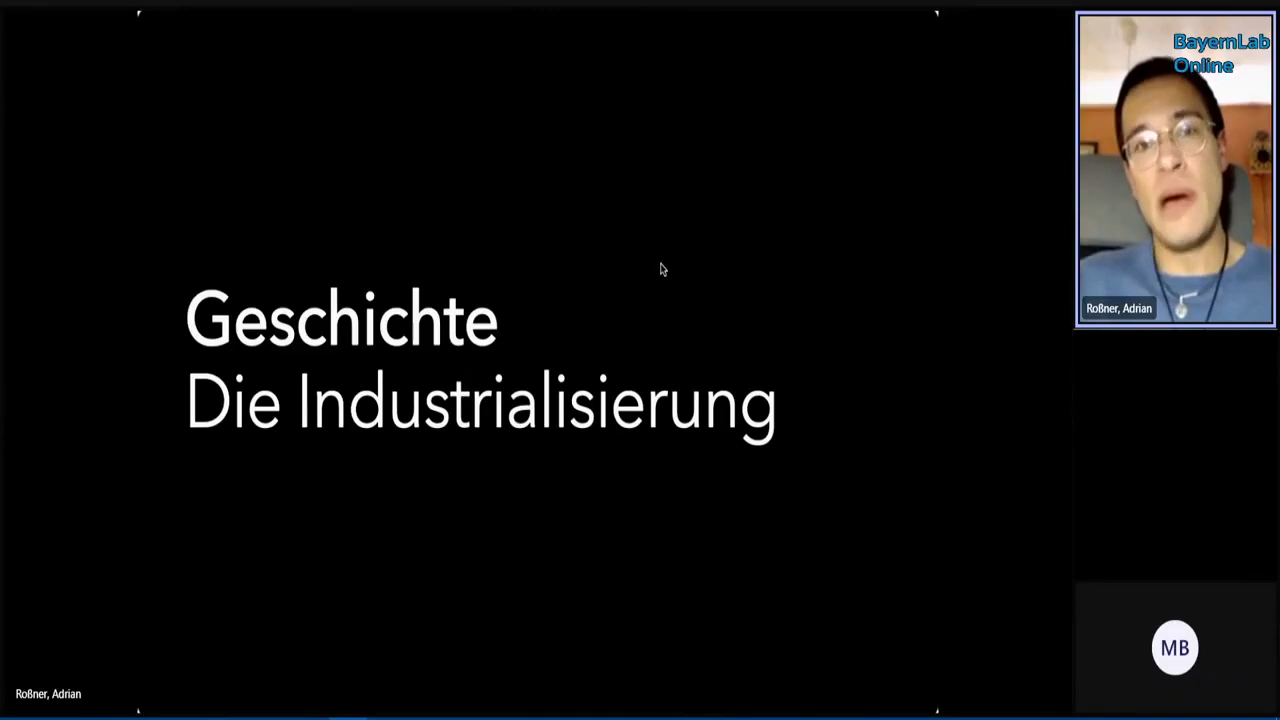 Geschichte
Die Industrialisierung
Roßner, Adrian
BayernLab
Online
Roßner, Adrian
MB